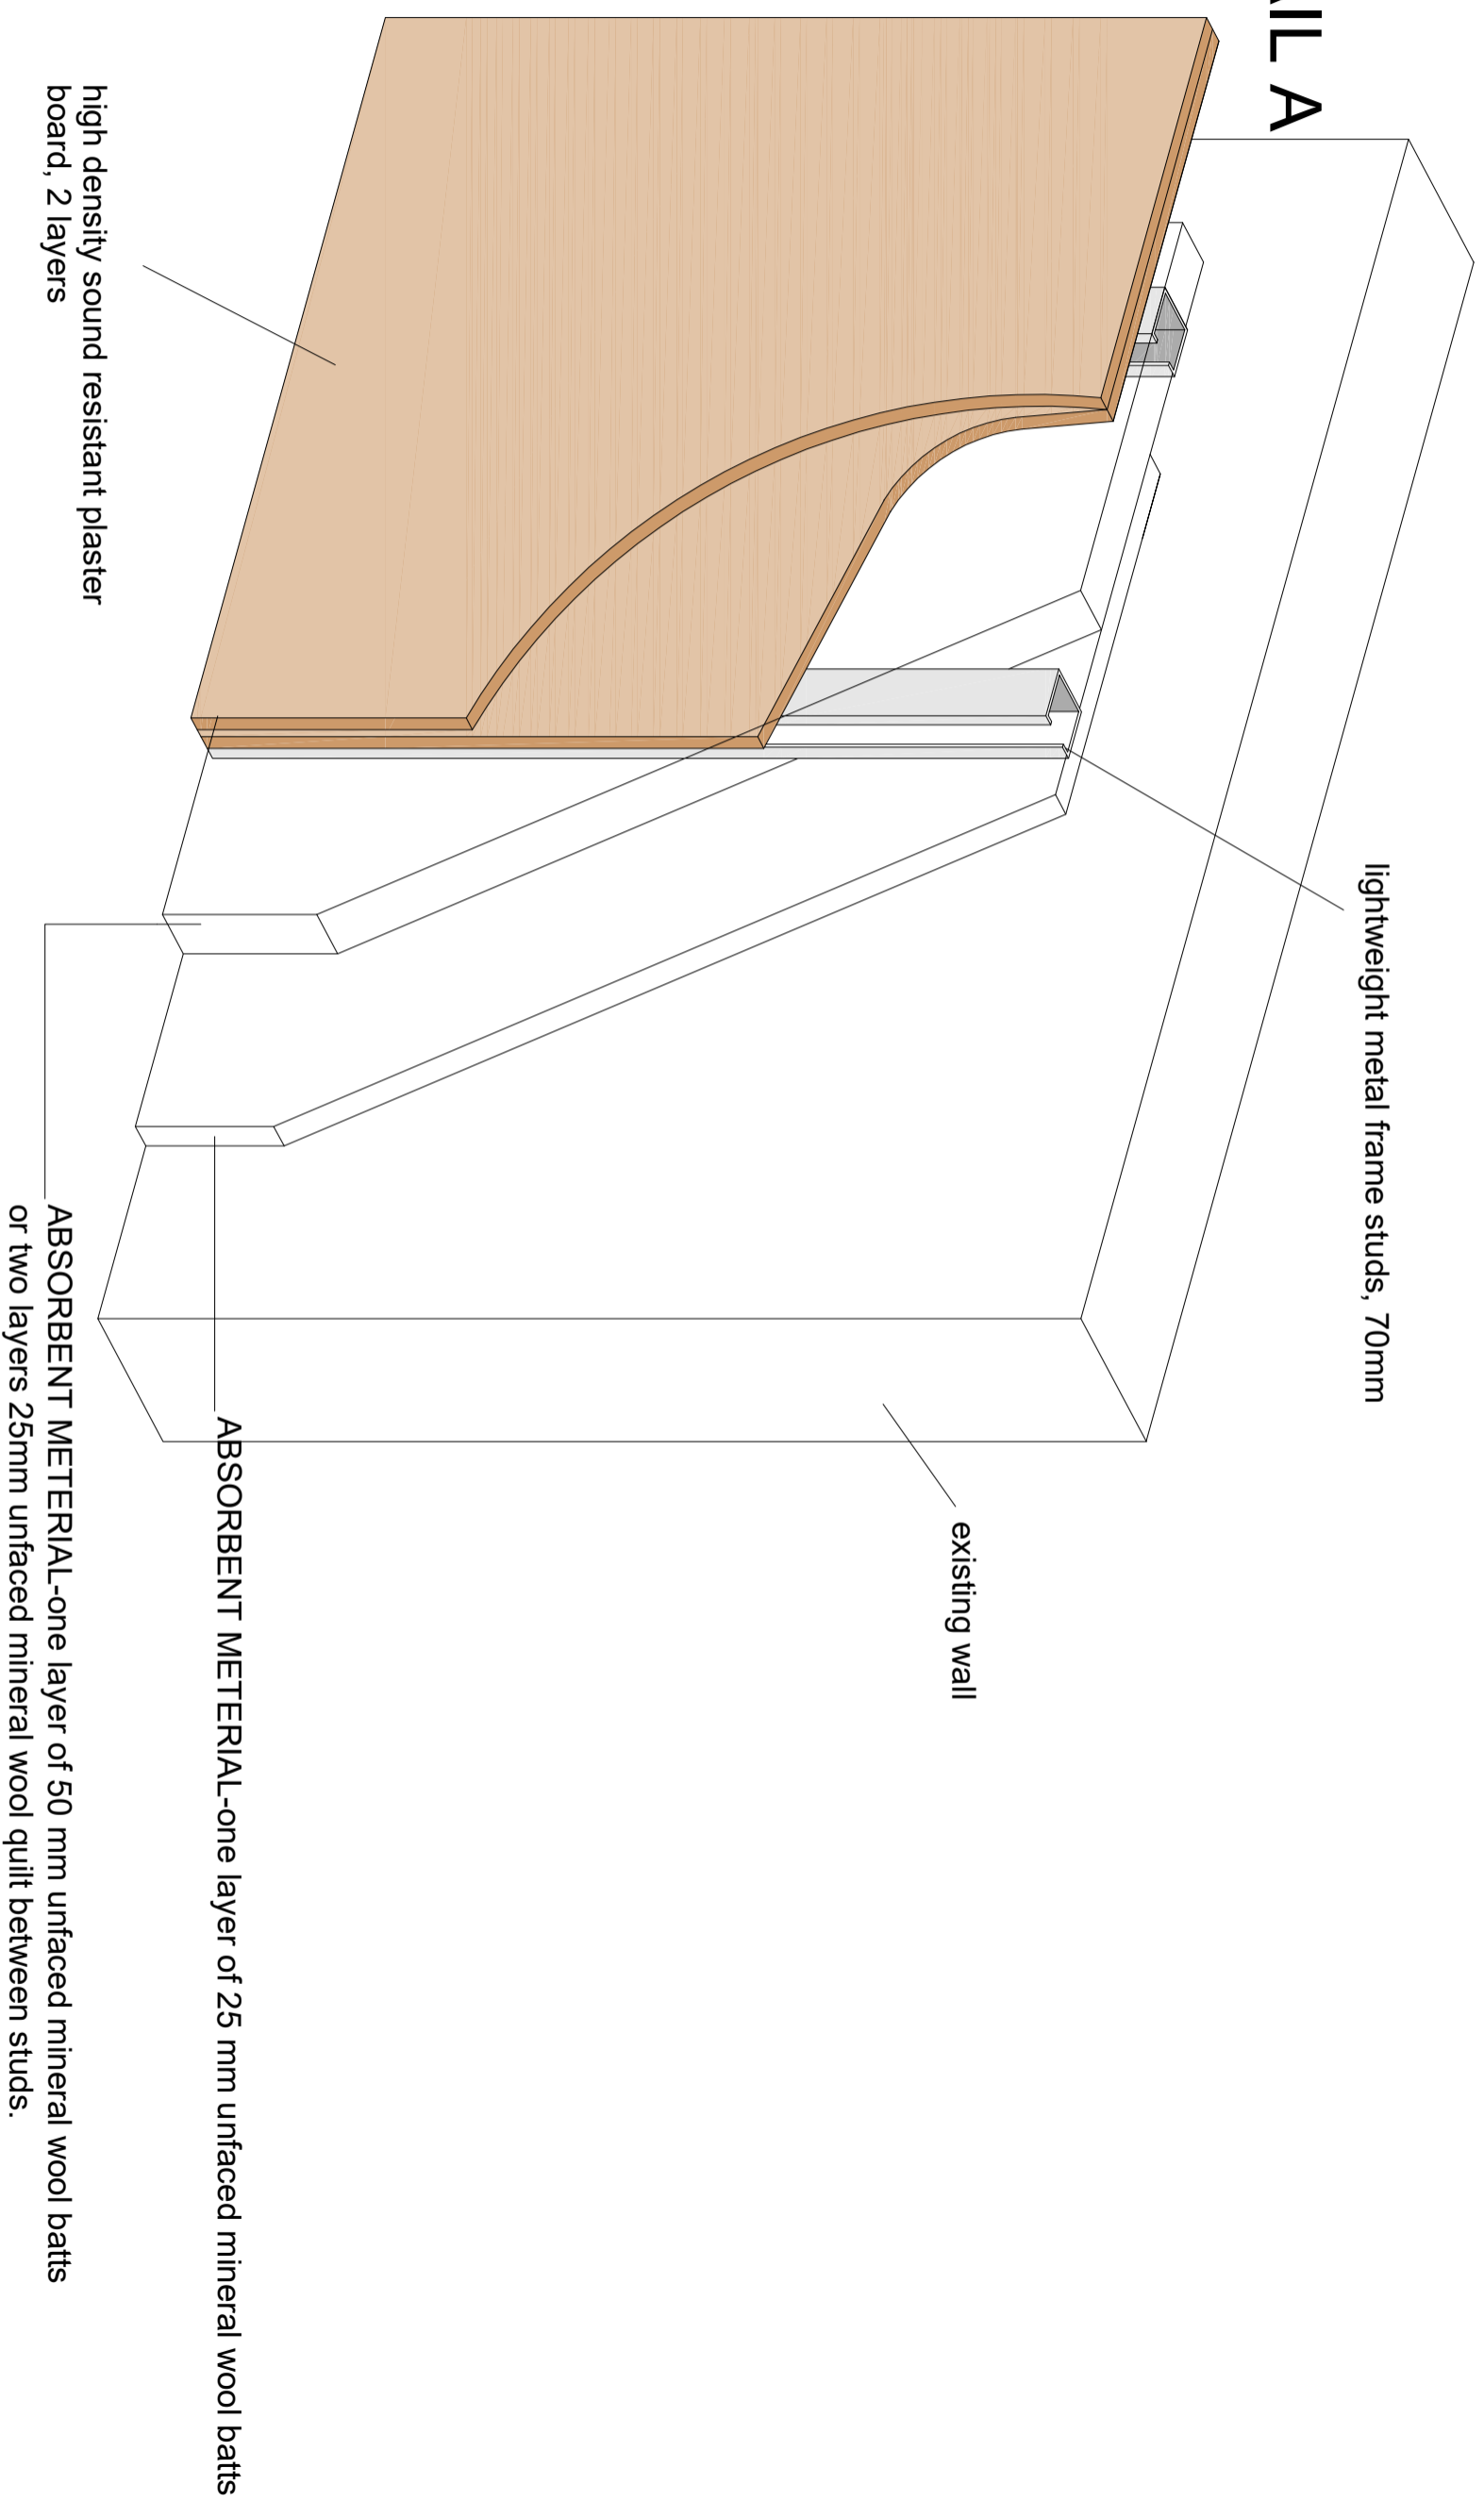 AIL A
lightweight metal frame studs, 70mm
existing wall
high density sound resistant plaster
board, 2 layers
ABSORBENT METERIAL-one layer of 25 mm unfaced mineral wool batts
ABSORBENT METERIAL-one layer of 50 mm unfaced mineral wool batts
or two layers 25mm unfaced mineral wool quilt between studs.